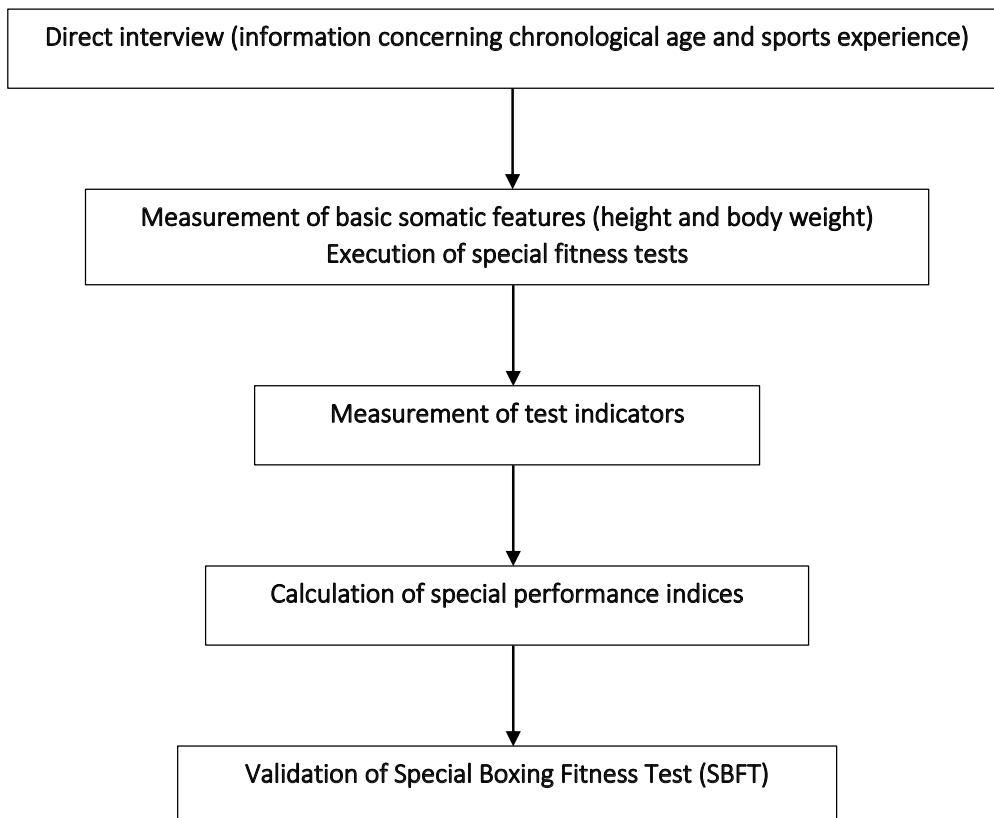 Direct interview (information concerning chronological age and sports experience)
Measurement of basic somatic features (height and body weight)
Execution of special fitness tests
Measurement of test indicators
Calculation of special performance indices
Validation of Special Boxing Fitness Test (SBFT)